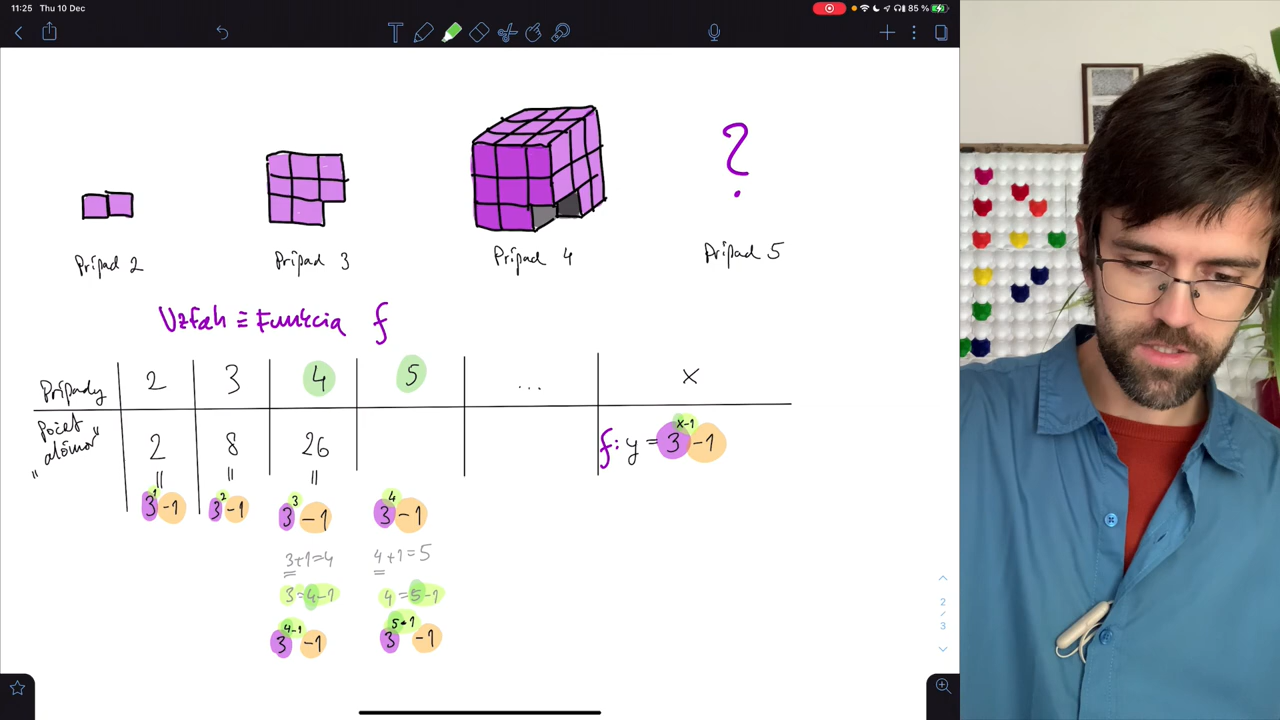 11:25 Thu 10 Dec
85 %
T
?
Prípad 2
Prípad 3
Prípad 4
Prípad 5
Vzťah ≡ Funkcia f
Prípady 2 3 4 5 ... x
Počet „atómov“ 2 8 26 f: y = 3^(x-1) -1
= = =
3^1 -1 3^2 -1 3^3 -1 3^4 -1
3+1=4 4+1=5
3=4-1 4=5-1
3^(4-1) -1 3^(5-1) -1
2
/
3